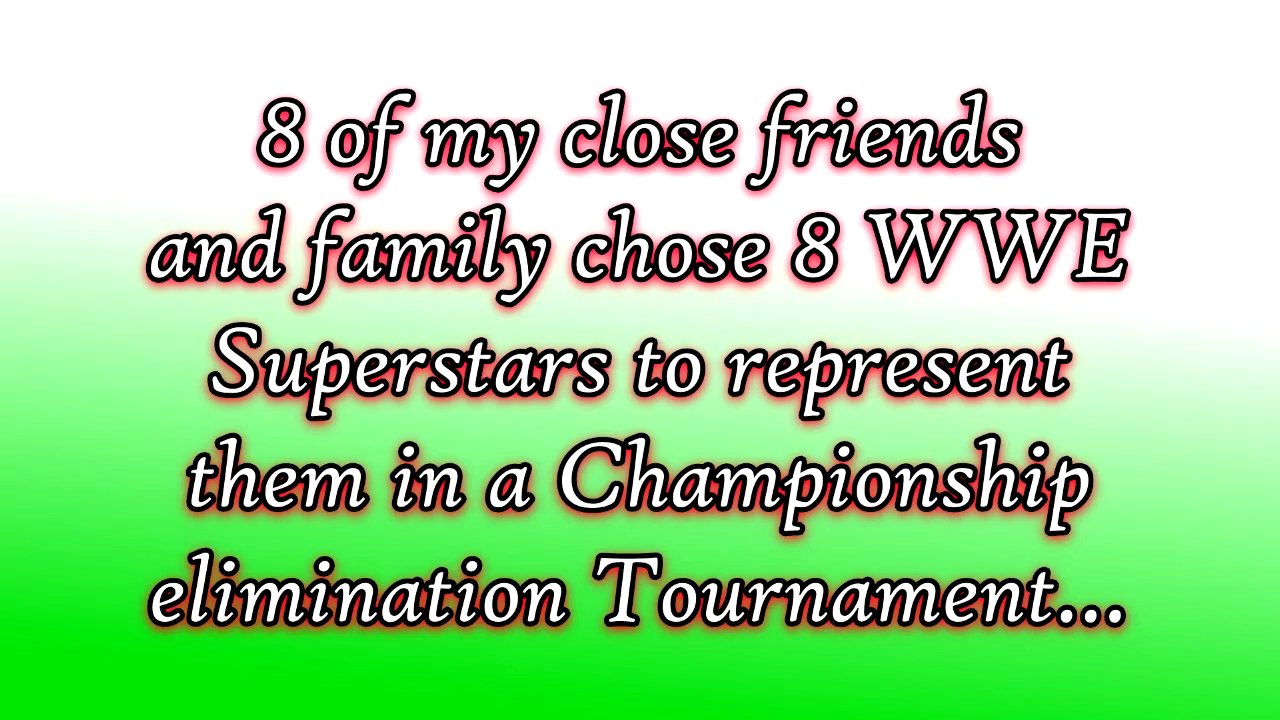 8 of my close friends
and family chose 8 WWE
Superstars to represent
them in a Championship
elimination Tournament...